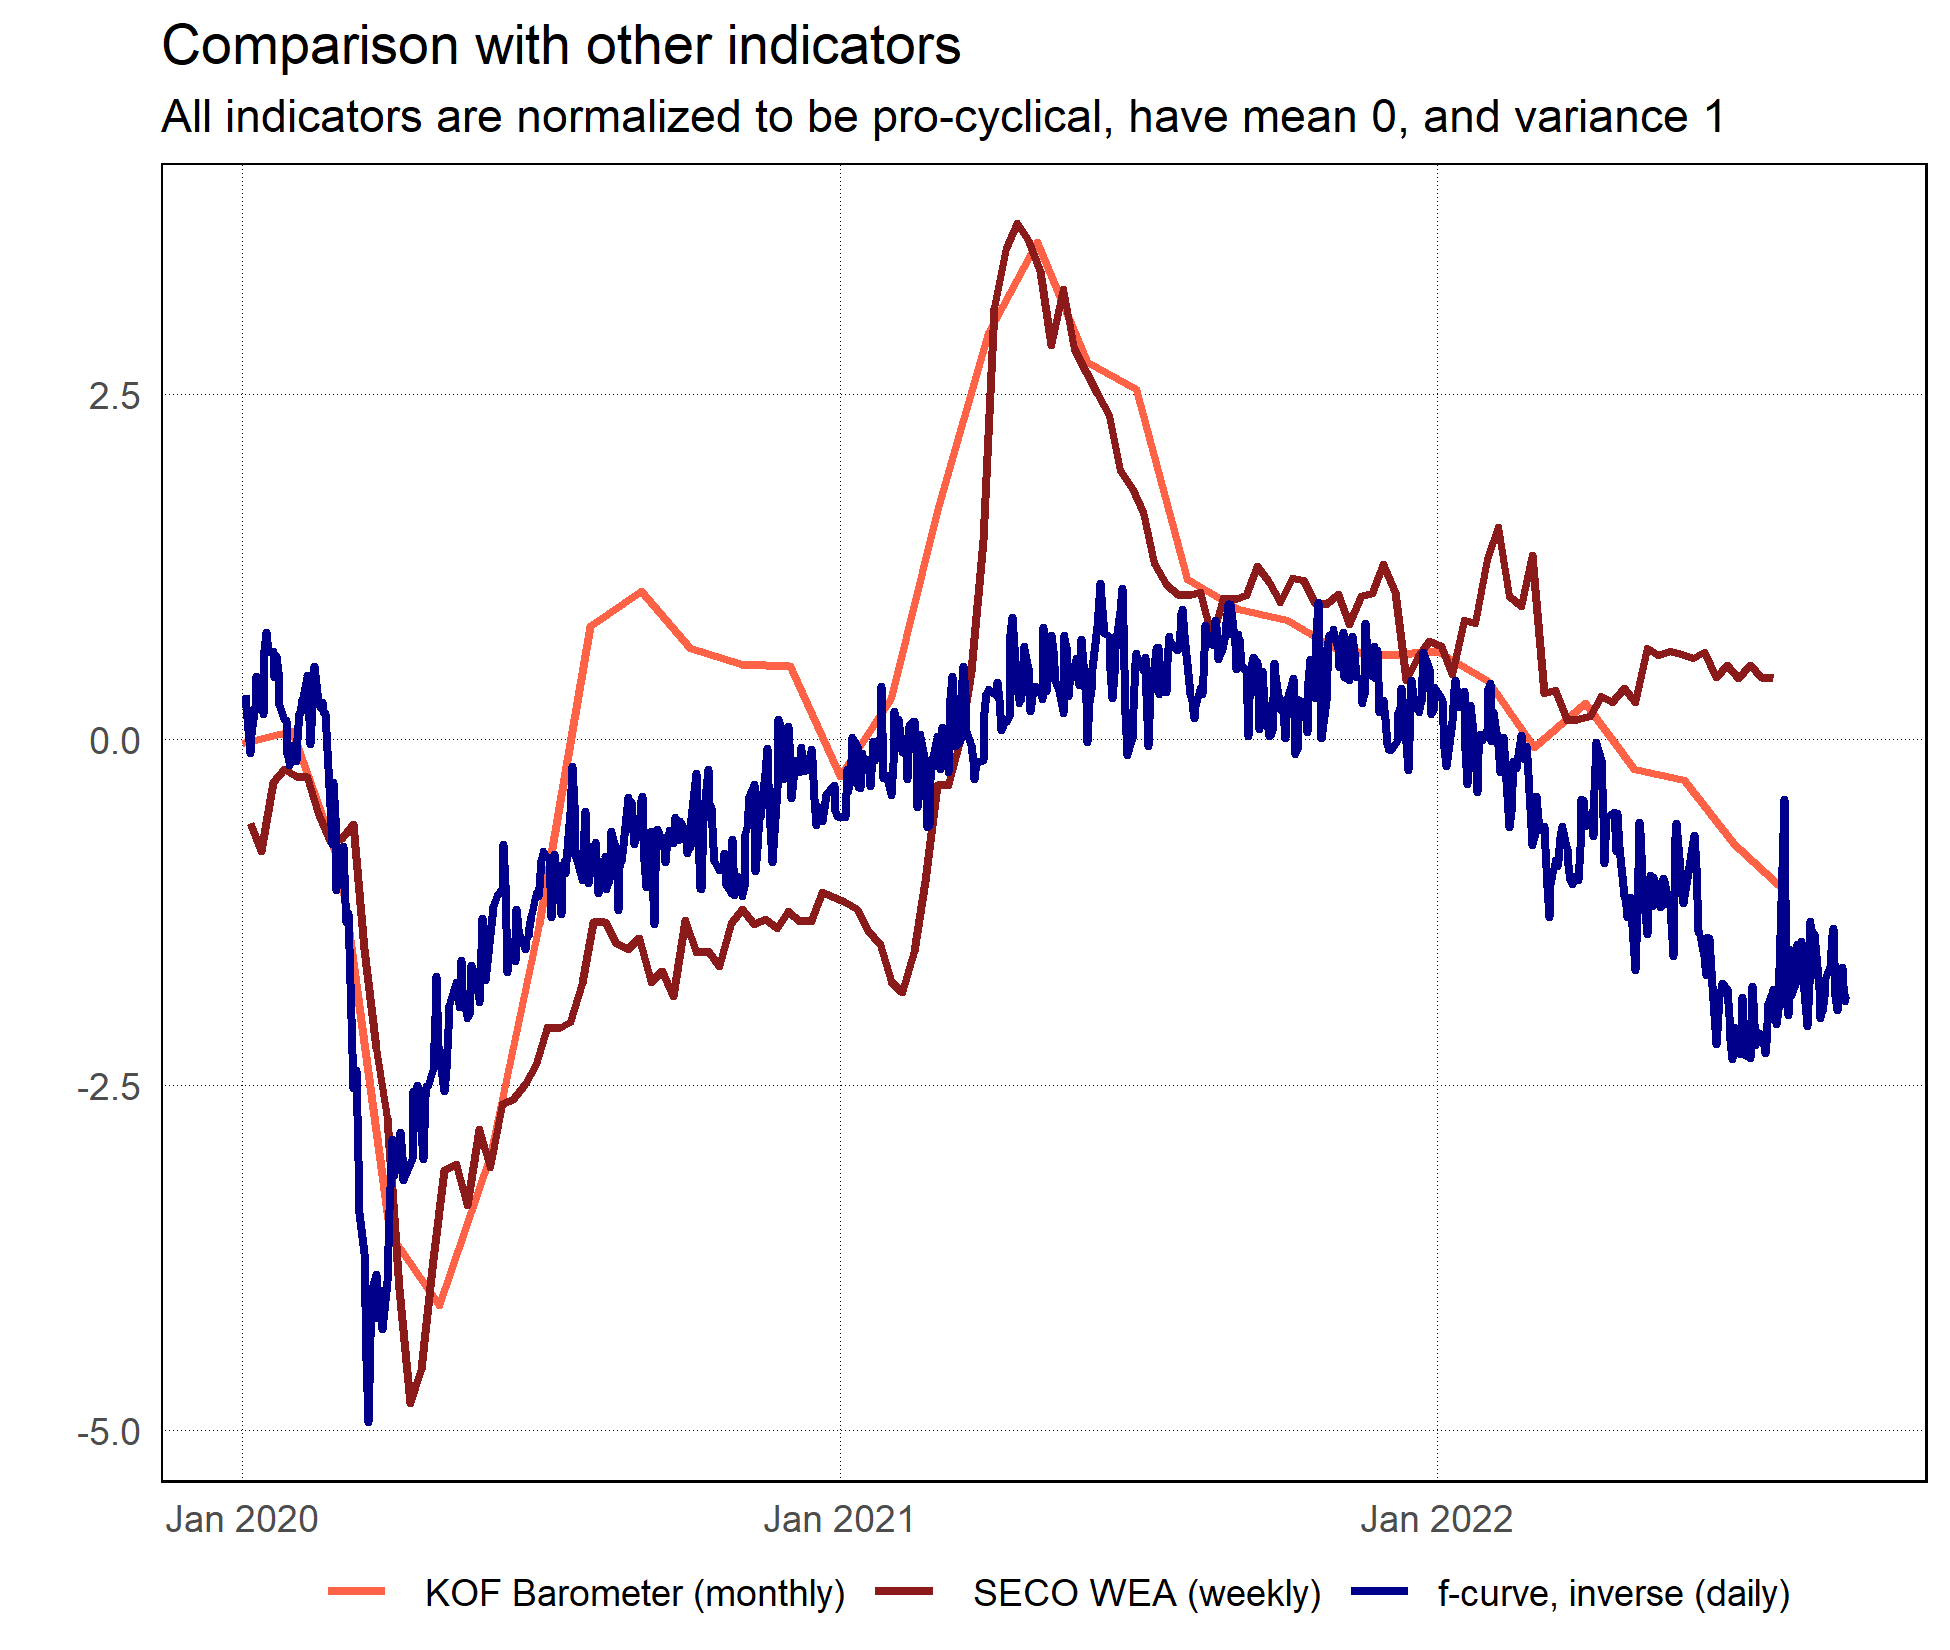 Comparison with other indicators
All indicators are normalized to be pro-cyclical, have mean 0, and variance 1
2.5
0.0
-2.5
-5.0
Jan 2020 Jan 2021 Jan 2022
KOF Barometer (monthly) SECO WEA (weekly) f-curve, inverse (daily)